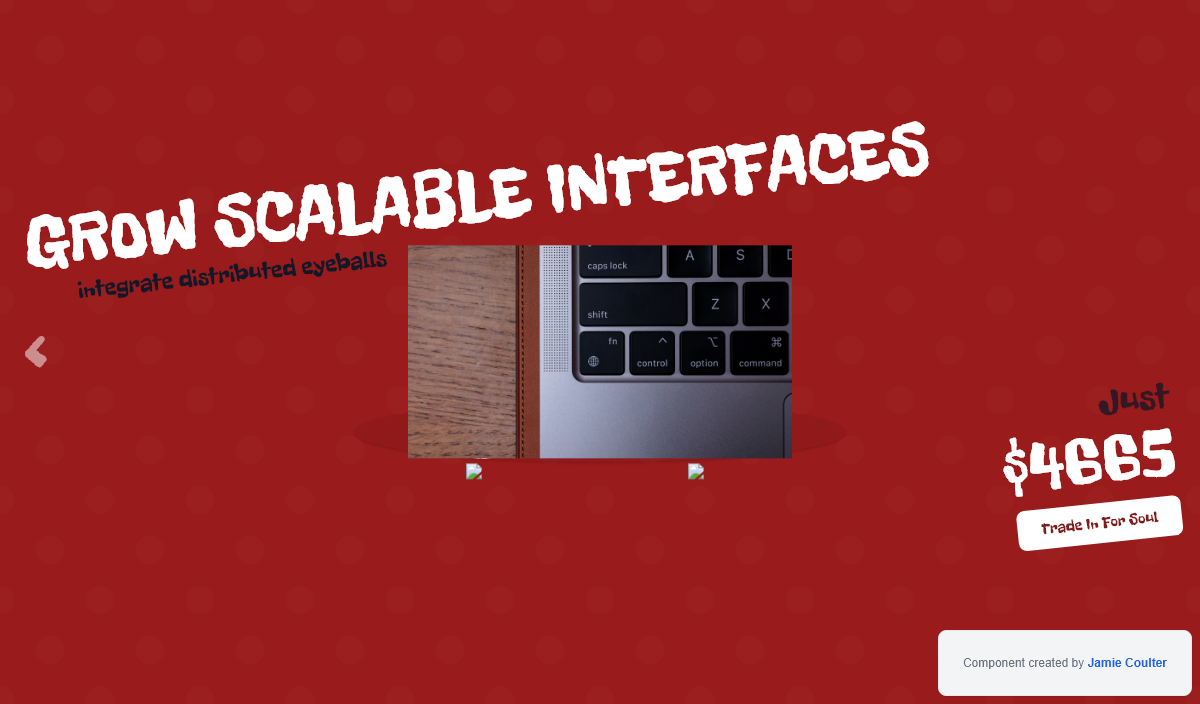 GROW SCALABLE INTERFACES
integrate distributed eyeballs
caps lock
A
S
shift
Z
X
fn
control
option
command
Just
$4665
Trade In For Soul
Component created by Jamie Coulter